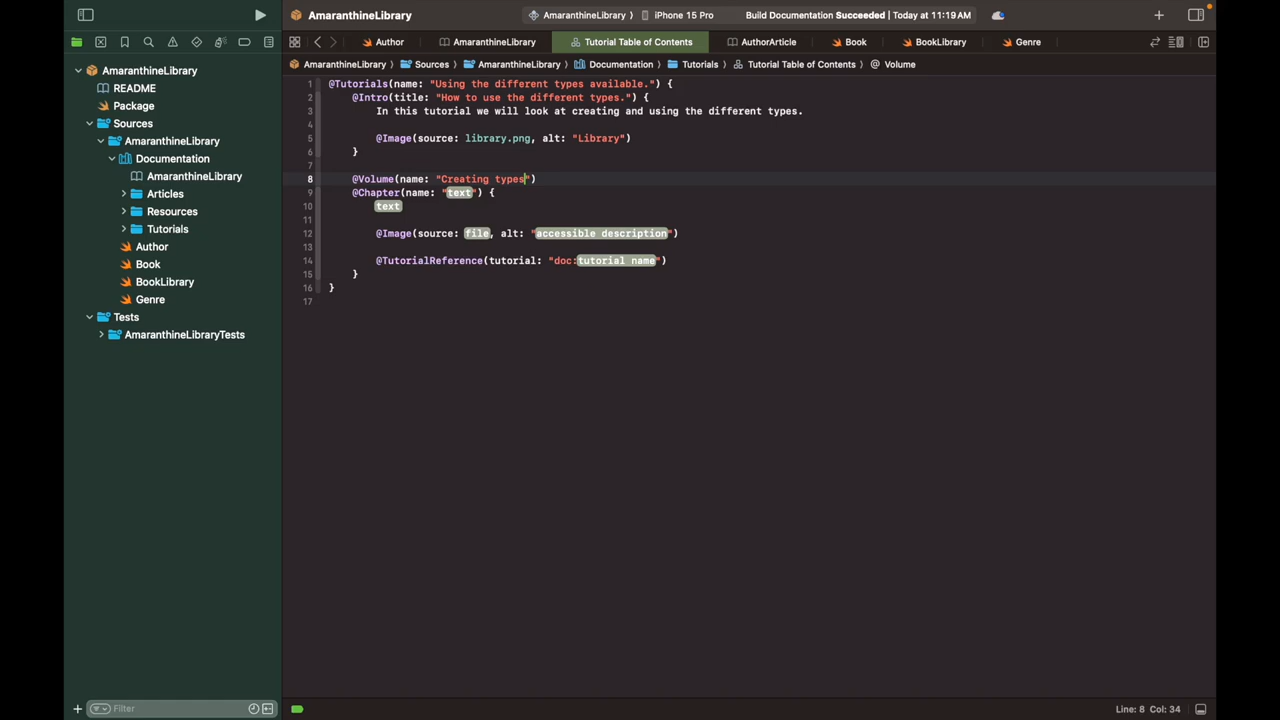 AmaranthineLibrary
AmaranthineLibrary
iPhone 15 Pro
Build Documentation Succeeded | Today at 11:19 AM
Author
AmaranthineLibrary
Tutorial Table of Contents
AuthorArticle
Book
BookLibrary
Genre
AmaranthineLibrary
Sources
AmaranthineLibrary
Documentation
Tutorials
Tutorial Table of Contents
@ Volume
AmaranthineLibrary
README
Package
Sources
AmaranthineLibrary
Documentation
AmaranthineLibrary
Articles
Resources
Tutorials
Author
Book
BookLibrary
Genre
Tests
AmaranthineLibraryTests
1 @Tutorials(name: "Using the different types available.") {
2 @Intro(title: "How to use the different types.") {
3 In this tutorial we will look at creating and using the different types.
4
5 @Image(source: library.png, alt: "Library")
6 }
7
8 @Volume(name: "Creating types")
9 @Chapter(name: "text") {
10 text
11
12 @Image(source: file, alt: "accessible description")
13
14 @TutorialReference(tutorial: "doc:tutorial name")
15 }
16 }
17
Filter
Line: 8 Col: 34